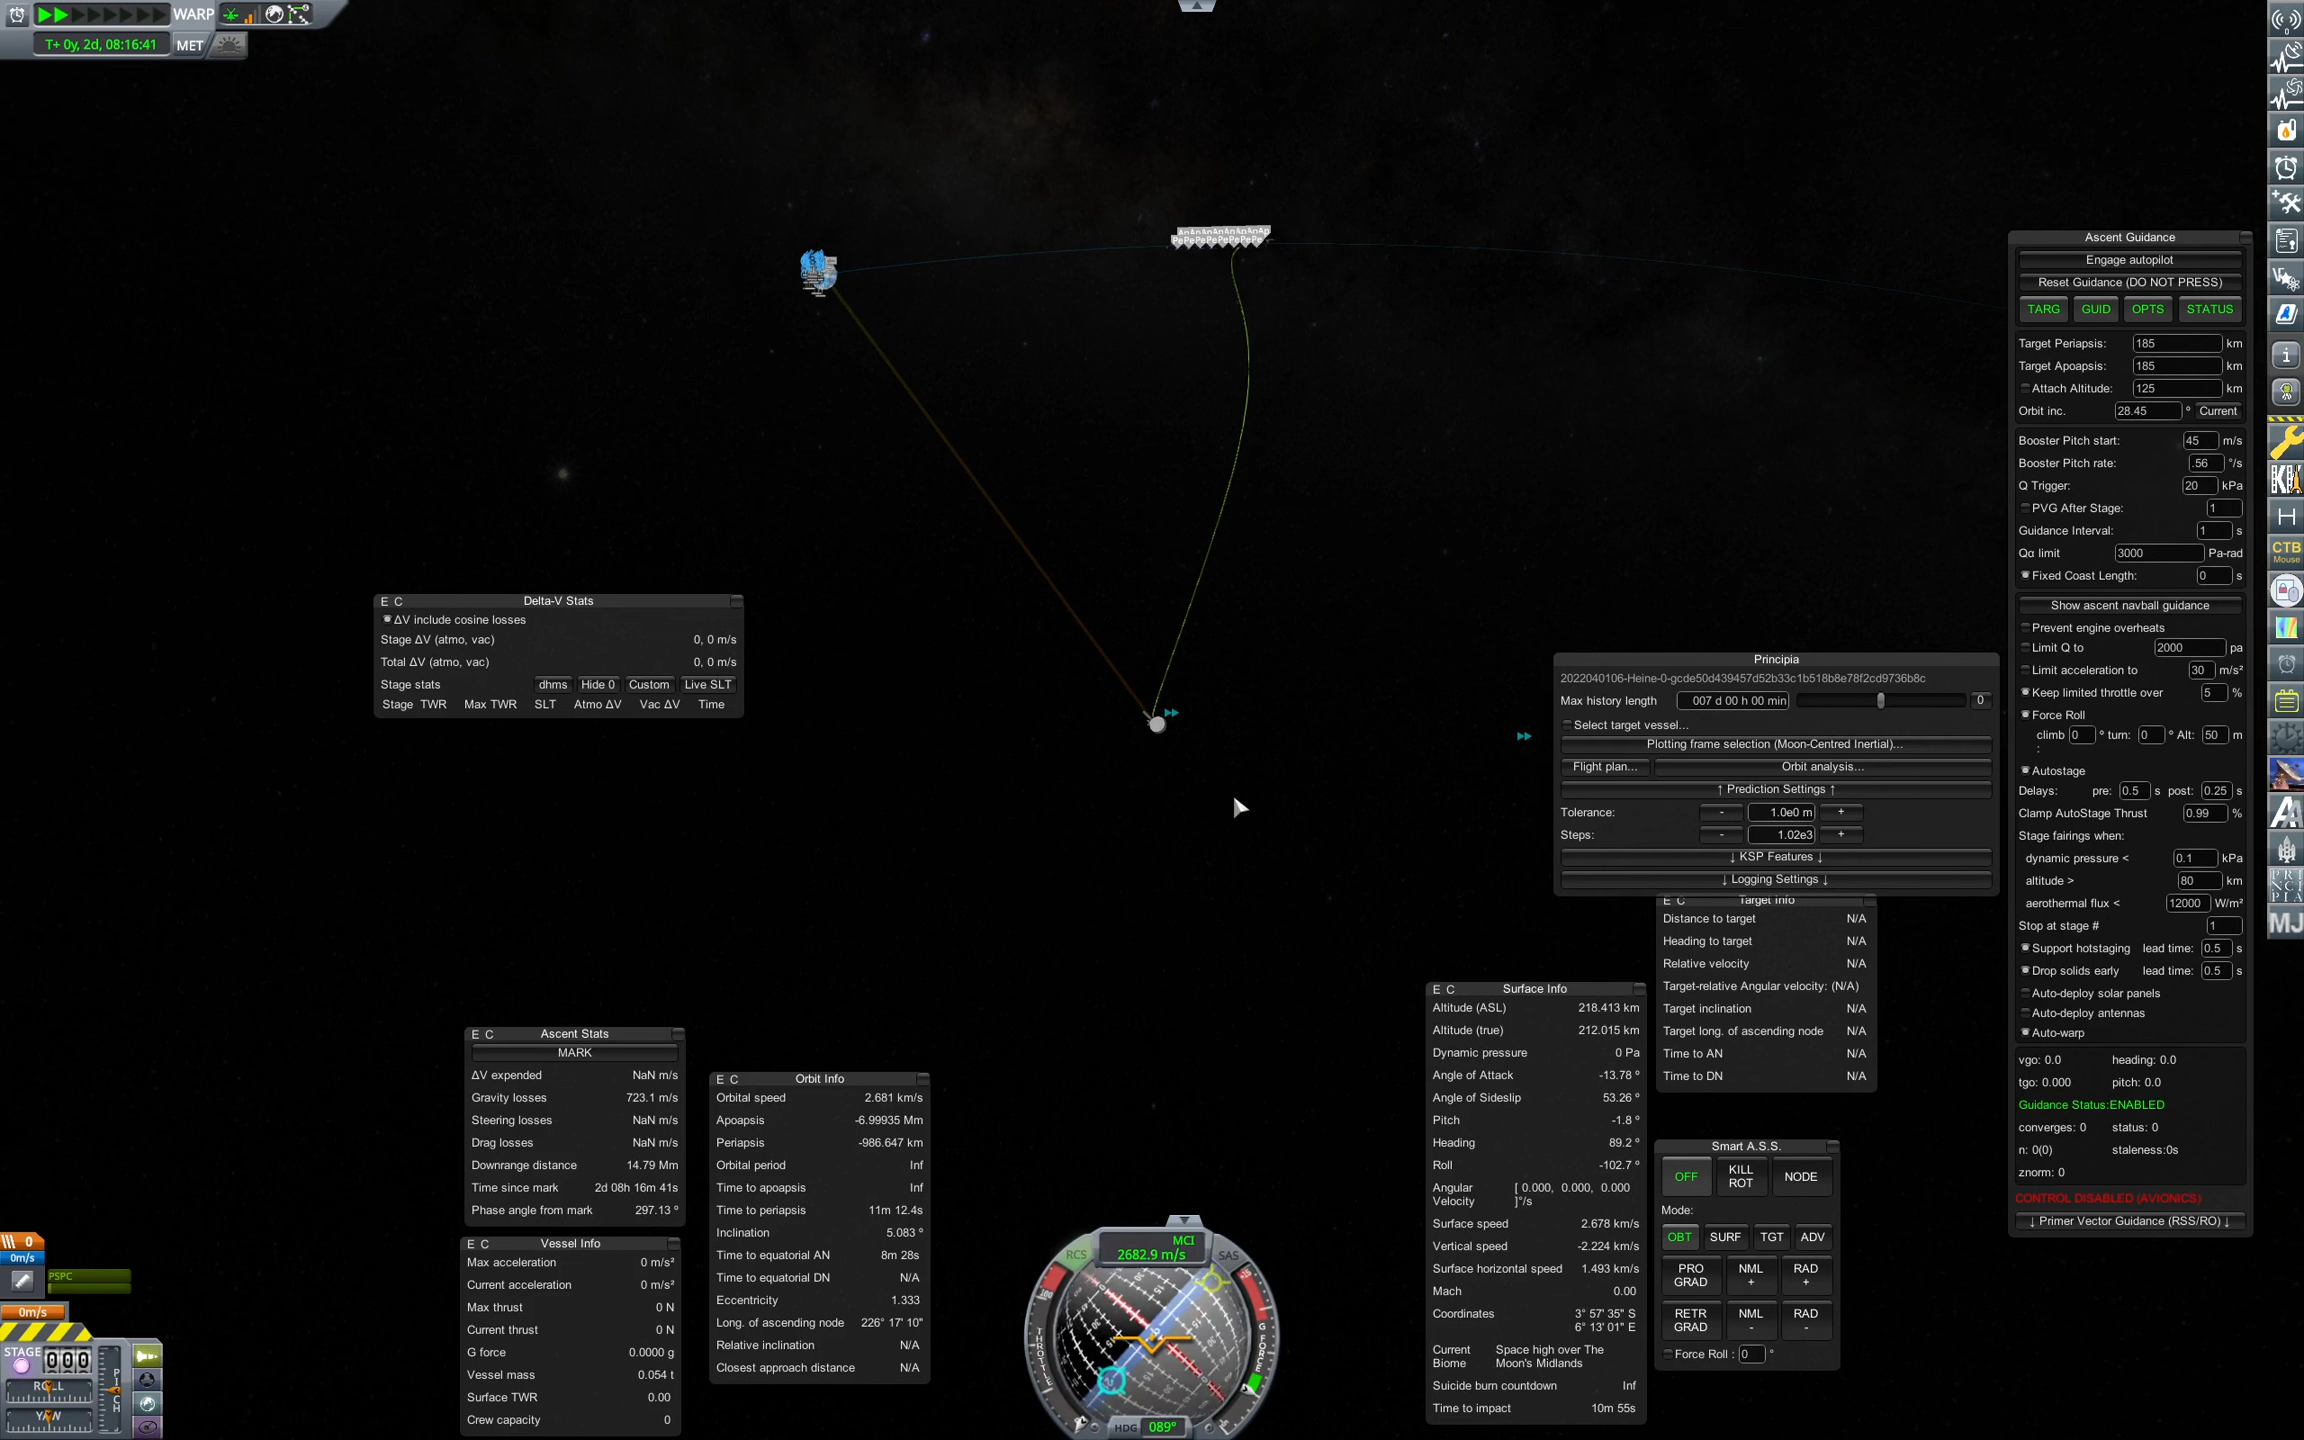 WARP
T+ 0y, 2d, 08:16:41 MET
Ascent Guidance
Engage autopilot
Reset Guidance (DO NOT PRESS)
TARG GUID OPTS STATUS
Target Periapsis: 185 km
Target Apoapsis: 185 km
Attach Altitude: 125 km
Orbit inc. 28.45 º Current
Booster Pitch start: 45 m/s
Booster Pitch rate: .56 °/s
Q Trigger: 20 kPa
PVG After Stage: 1
Guidance Interval: 1 s
Qα limit 3000 Pa-rad
Fixed Coast Length: 0 s
Show ascent navball guidance
Prevent engine overheats
Limit Q to 2000 pa
Limit acceleration to 30 m/s²
Keep limited throttle over 5 %
Force Roll
climb : 0 º turn: 0 º Alt: 50 m
Autostage
Delays: pre: 0.5 s post: 0.25 s
Clamp AutoStage Thrust 0.99 %
Stage fairings when:
dynamic pressure < 0.1 kPa
altitude > 80 km
aerothermal flux < 12000 W/m²
Stop at stage # 1
Support hotstaging lead time: 0.5 s
Drop solids early lead time: 0.5 s
Auto-deploy solar panels
Auto-deploy antennas
Auto-warp
vgo: 0.0 heading: 0.0
tgo: 0.000 pitch: 0.0
Guidance Status:ENABLED
converges: 0 status: 0
n: 0(0) staleness:0s
znorm: 0
CONTROL DISABLED (AVIONICS)
↓ Primer Vector Guidance (RSS/RO) ↓
E C Delta-V Stats
ΔV include cosine losses
Stage ΔV (atmo, vac) 0, 0 m/s
Total ΔV (atmo, vac) 0, 0 m/s
Stage stats dhms Hide 0 Custom Live SLT
Stage TWR Max TWR SLT Atmo ΔV Vac ΔV Time
Principia
2022040106-Heine-0-gcde50d439457d52b33c1b518b8e78f2cd9736b8c
Max history length 007 d 00 h 00 min 0
Select target vessel...
Plotting frame selection (Moon-Centred Inertial)...
Flight plan... Orbit analysis...
↑ Prediction Settings ↑
Tolerance: - 1.0e0 m +
Steps: - 1.02e3 +
↓ KSP Features ↓
↓ Logging Settings ↓
E C Target Info
Distance to target N/A
Heading to target N/A
Relative velocity N/A
Target-relative Angular velocity: (N/A)
Target inclination N/A
Target long. of ascending node N/A
Time to AN N/A
Time to DN N/A
E C Surface Info
Altitude (ASL) 218.413 km
Altitude (true) 212.015 km
Dynamic pressure 0 Pa
Angle of Attack -13.78 º
Angle of Sideslip 53.26 º
Pitch -1.8 º
Heading 89.2 º
Roll -102.7 º
Angular Velocity [ 0.000, 0.000, 0.000 ]°/s
Surface speed 2.678 km/s
Vertical speed -2.224 km/s
Surface horizontal speed 1.493 km/s
Mach 0.00
Coordinates 3° 57' 35" S
6° 13' 01" E
Current Biome Space high over The Moon's Midlands
Suicide burn countdown Inf
Time to impact 10m 55s
Smart A.S.S.
OFF KILL ROT NODE
Mode:
OBT SURF TGT ADV
PRO GRAD NML + RAD +
RETR GRAD NML - RAD -
Force Roll : 0 °
E C Ascent Stats
MARK
ΔV expended NaN m/s
Gravity losses 723.1 m/s
Steering losses NaN m/s
Drag losses NaN m/s
Downrange distance 14.79 Mm
Time since mark 2d 08h 16m 41s
Phase angle from mark 297.13 º
E C Orbit Info
Orbital speed 2.681 km/s
Apoapsis -6.99935 Mm
Periapsis -986.647 km
Orbital period Inf
Time to apoapsis Inf
Time to periapsis 11m 12.4s
Inclination 5.083 º
Time to equatorial AN 8m 28s
Time to equatorial DN N/A
Eccentricity 1.333
Long. of ascending node 226° 17' 10"
Relative inclination N/A
Closest approach distance N/A
E C Vessel Info
Max acceleration 0 m/s²
Current acceleration 0 m/s²
Max thrust 0 N
Current thrust 0 N
G force 0.0000 g
Vessel mass 0.054 t
Surface TWR 0.00
Crew capacity 0
RCS MCI SAS
2682.9 m/s
THROTTLE
G FORCE
HDG 089°
0
0m/s
PSPC
0m/s
STAGE 000
ROLL
YAW
PITCH
CTB
Mouse
PRINCIPIA
MJ